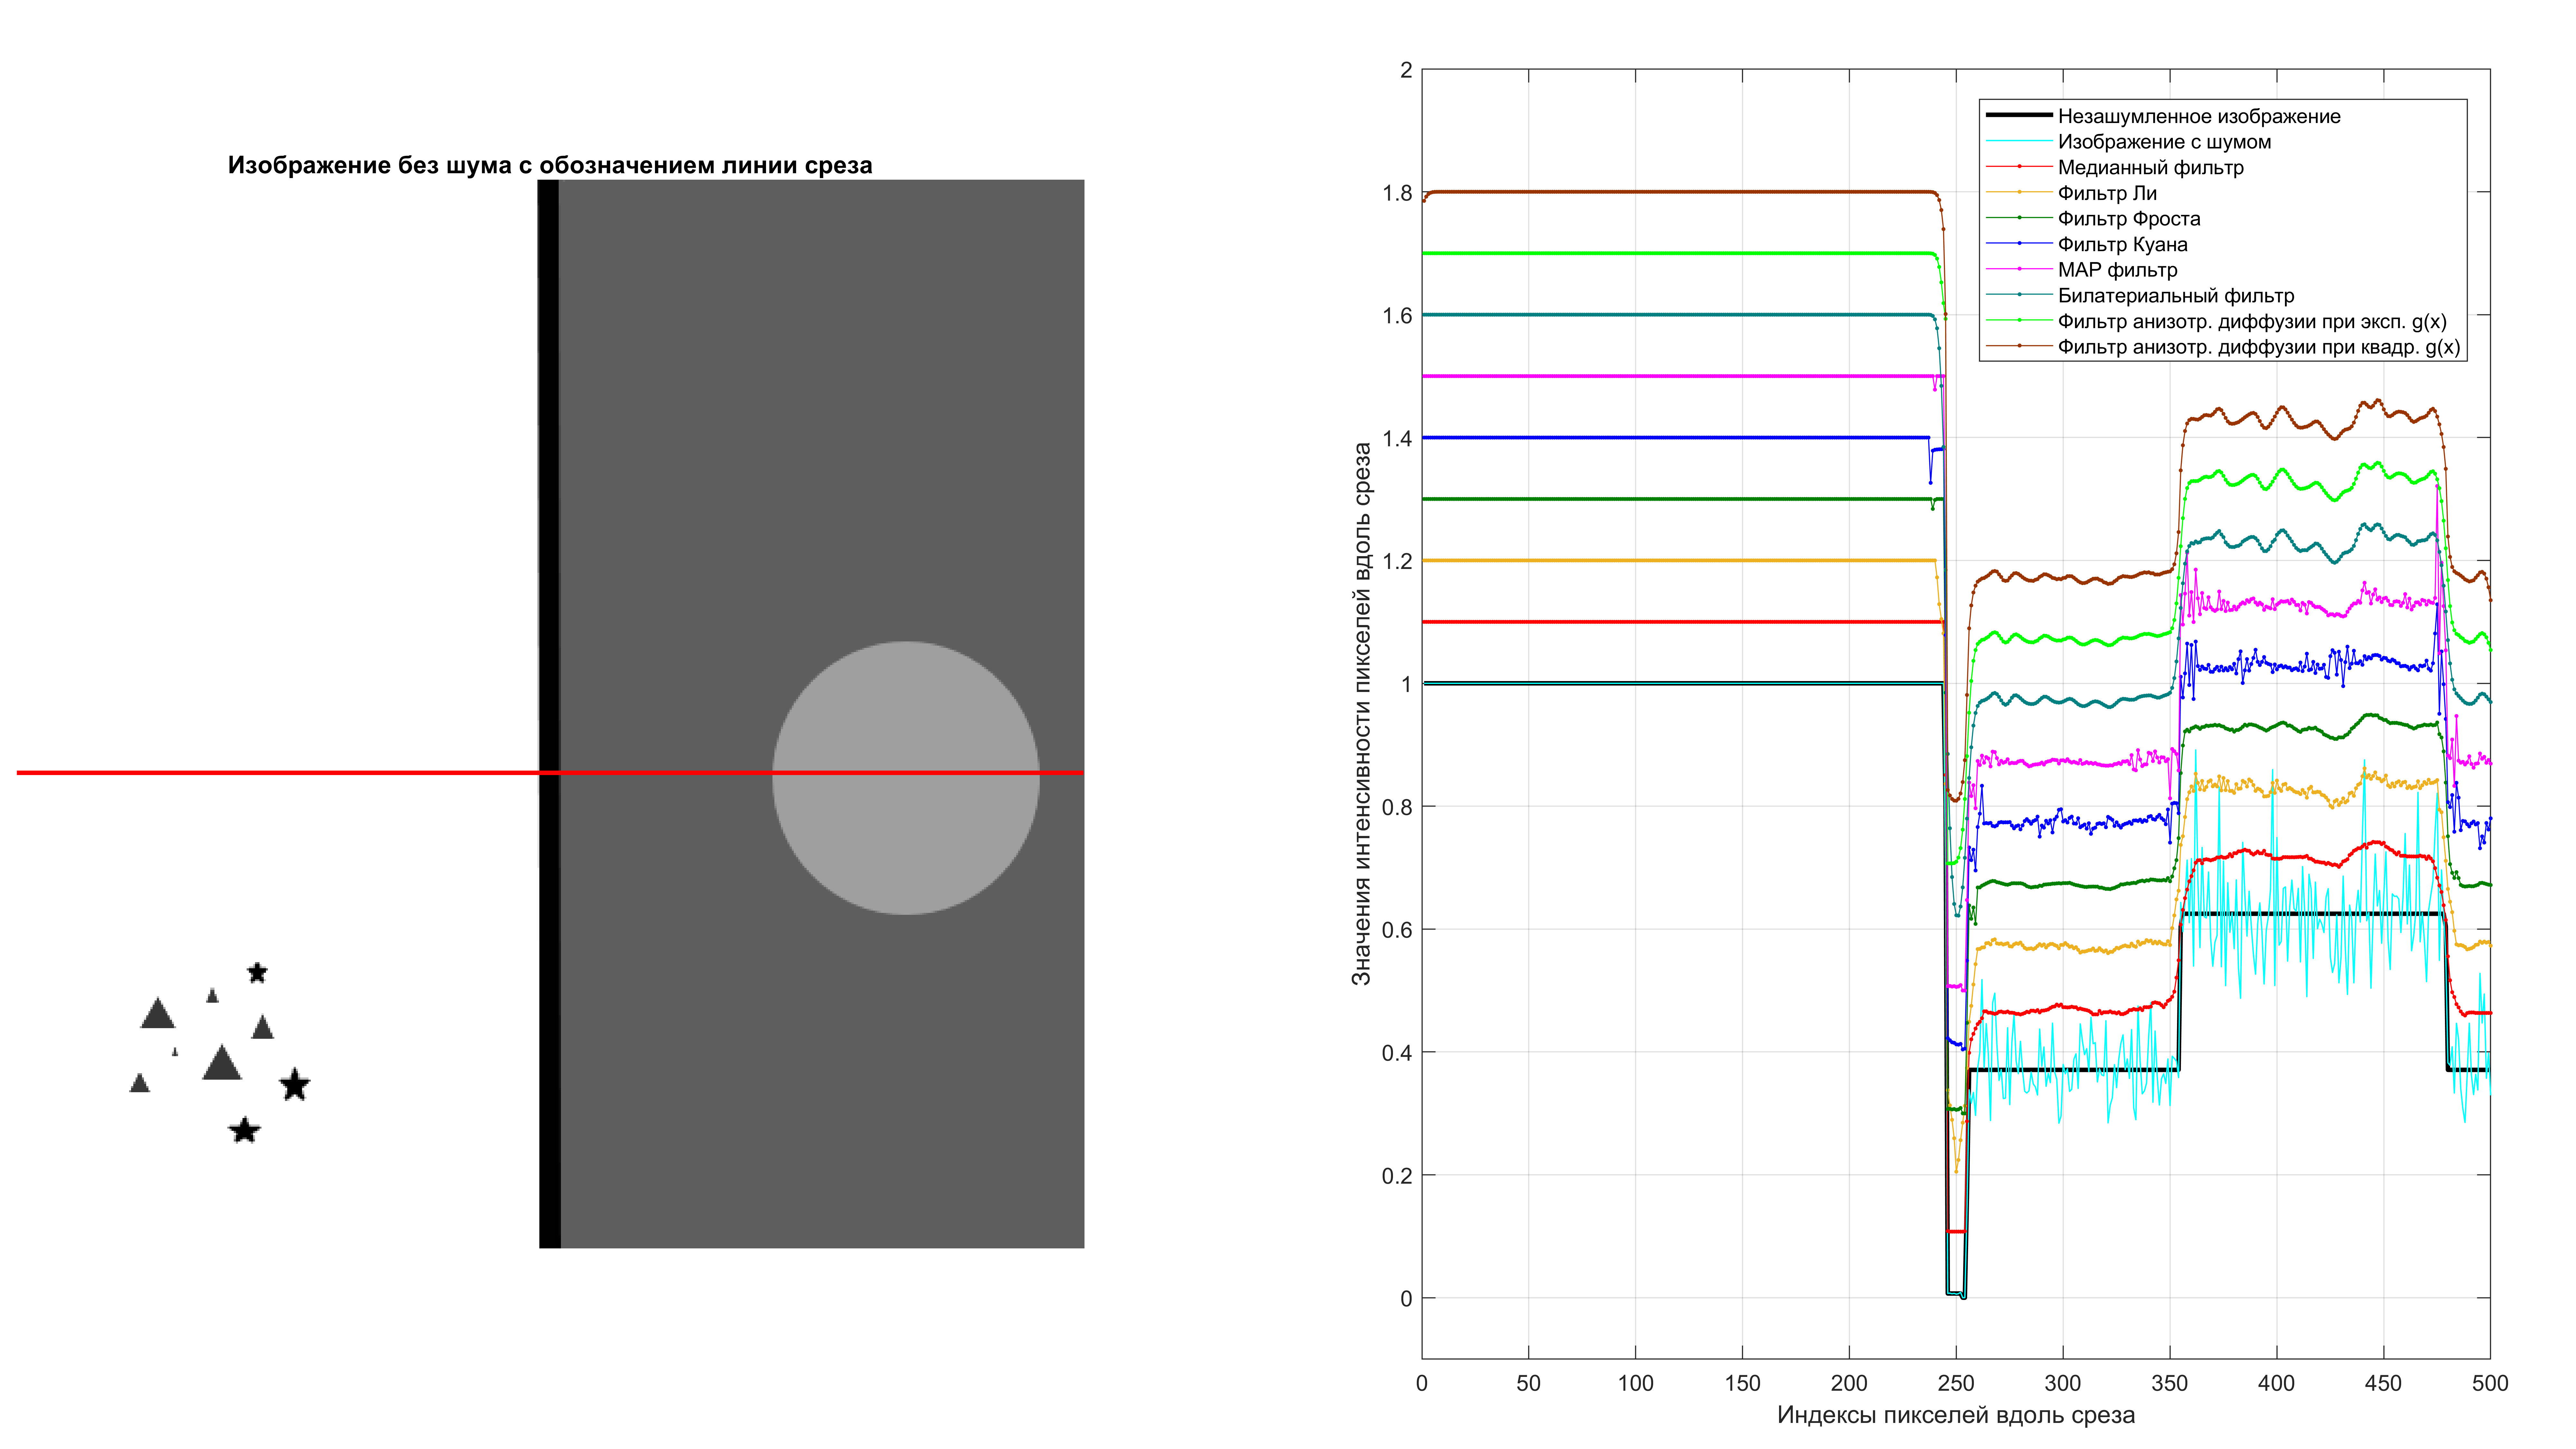 Изображение без шума с обозначением линии среза
Значения интенсивности пикселей вдоль среза
2
1.8
1.6
1.4
1.2
1
0.8
0.6
0.4
0.2
0
Незашумленное изображение
Изображение с шумом
Медианный фильтр
Фильтр Ли
Фильтр Фроста
Фильтр Куана
MAP фильтр
Билатериальный фильтр
Фильтр анизотр. диффузии при эксп. g(x)
Фильтр анизотр. диффузии при квадр. g(x)
0 50 100 150 200 250 300 350 400 450 500
Индексы пикселей вдоль среза